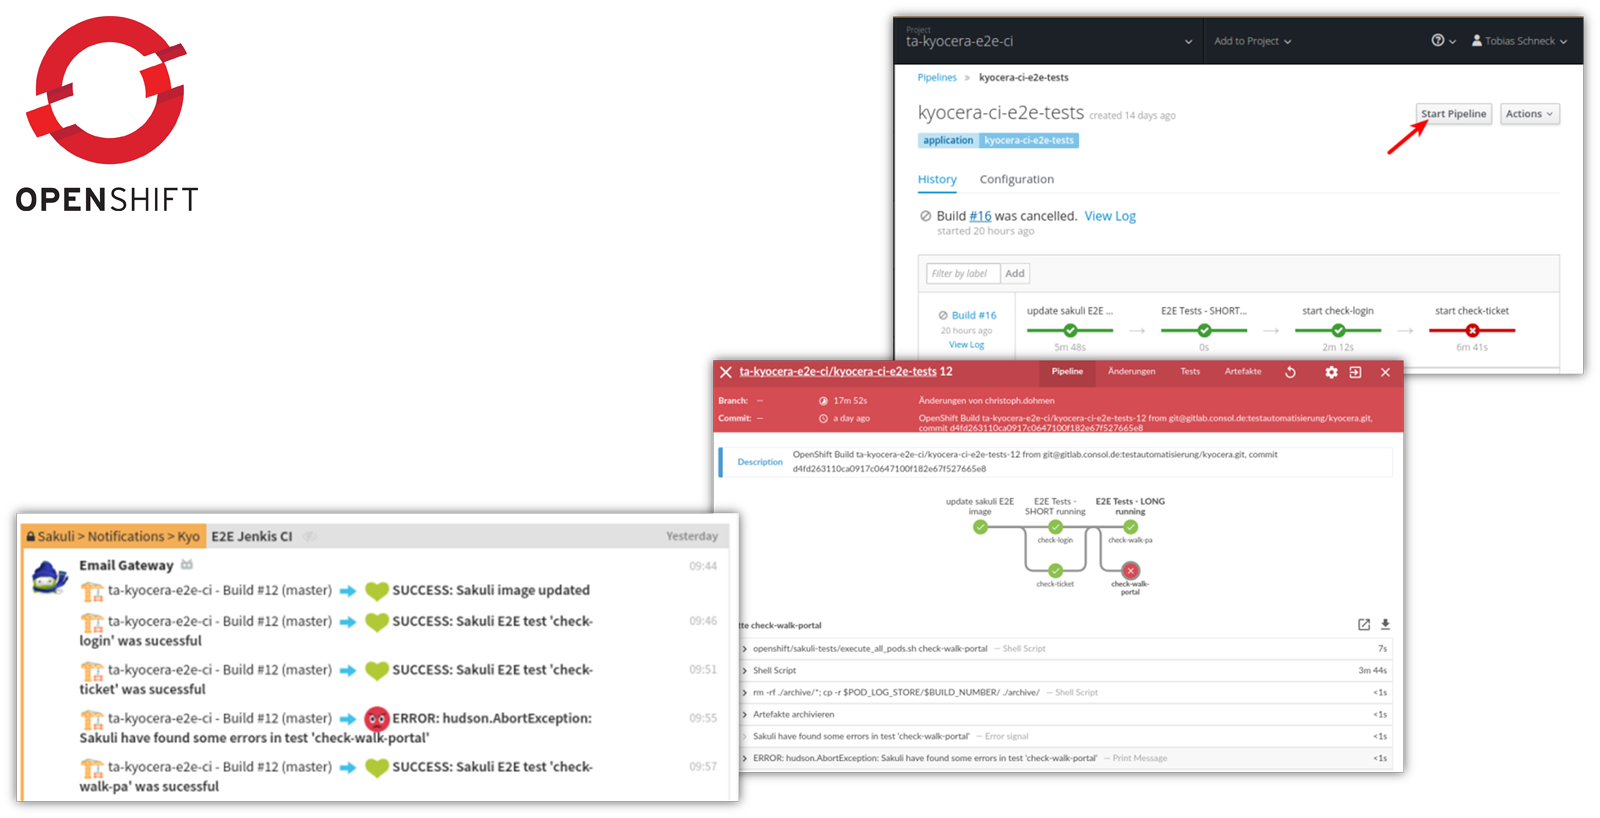 OPENSHIFT
Project
ta-kyocera-e2e-ci
Add to Project
Tobias Schneck
Pipelines » kyocera-ci-e2e-tests
kyocera-ci-e2e-tests created 14 days ago
Start Pipeline
Actions
application kyocera-ci-e2e-tests
History Configuration
Build #16 was cancelled. View Log
started 20 hours ago
Filter by label Add
Build #16
20 hours ago
View Log
update sakuli E2E ...
5m 48s
E2E Tests - SHORT...
0s
start check-login
2m 12s
start check-ticket
6m 41s
ta-kyocera-e2e-ci/kyocera-ci-e2e-tests 12
Pipeline Änderungen Tests Artefakte
Branch: — 17m 52s Änderungen von christoph.dohmen
Commit: — a day ago OpenShift Build ta-kyocera-e2e-ci/kyocera-ci-e2e-tests-12 from git@gitlab.consol.de:testautomatisierung/kyocera.git,
commit d4fd263110ca0917c0647100f182e67f527665e8
Description OpenShift Build ta-kyocera-e2e-ci/kyocera-ci-e2e-tests-12 from git@gitlab.consol.de:testautomatisierung/kyocera.git, commit
d4fd263110ca0917c0647100f182e67f527665e8
update sakuli E2E
image
E2E Tests -
SHORT running
E2E Tests - LONG
running
check-login
check-walk-pa
check-ticket
check-walk-
portal
tte check-walk-portal
openshift/sakuli-tests/execute_all_pods.sh check-walk-portal — Shell Script 7s
Shell Script 3m 44s
rm -rf ./archive/*; cp -r $POD_LOG_STORE/$BUILD_NUMBER/ ./archive/ — Shell Script <1s
Artefakte archivieren <1s
Sakuli have found some errors in test 'check-walk-portal' — Error signal <1s
ERROR: hudson.AbortException: Sakuli have found some errors in test 'check-walk-portal' — Print Message <1s
Sakuli > Notifications > Kyo E2E Jenkis CI Yesterday
Email Gateway 09:44
ta-kyocera-e2e-ci - Build #12 (master) SUCCESS: Sakuli image updated
ta-kyocera-e2e-ci - Build #12 (master) SUCCESS: Sakuli E2E test 'check- 09:46
login' was sucessful
ta-kyocera-e2e-ci - Build #12 (master) SUCCESS: Sakuli E2E test 'check- 09:51
ticket' was sucessful
ta-kyocera-e2e-ci - Build #12 (master) ERROR: hudson.AbortException: 09:55
Sakuli have found some errors in test 'check-walk-portal'
ta-kyocera-e2e-ci - Build #12 (master) SUCCESS: Sakuli E2E test 'check- 09:57
walk-pa' was sucessful